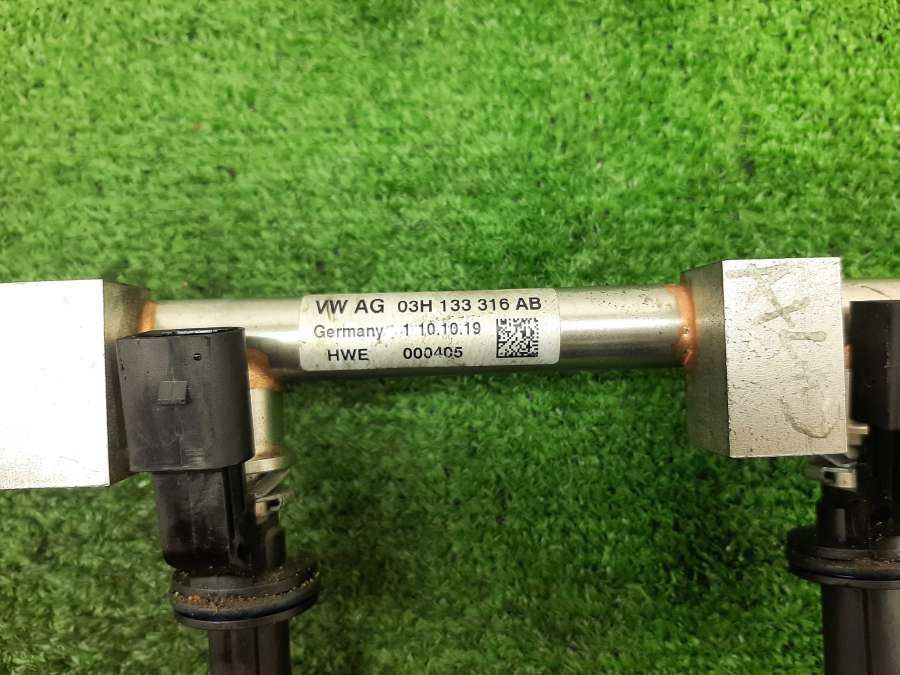 VW AG 03H 133 316 AB
Germany 1 10.10.19
HWE 000405